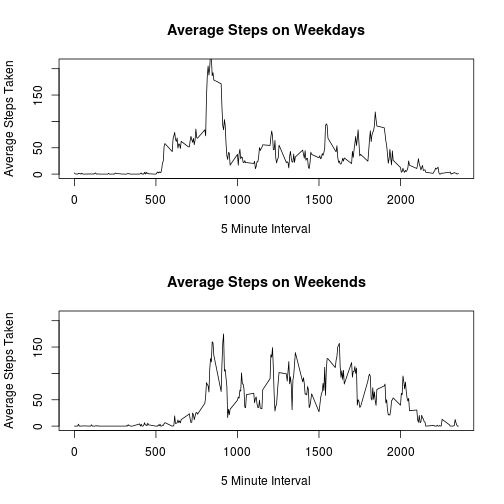 Average Steps on Weekdays
Average Steps Taken
150
50
0
0 500 1000 1500 2000
5 Minute Interval
Average Steps on Weekends
Average Steps Taken
150
50
0
0 500 1000 1500 2000
5 Minute Interval